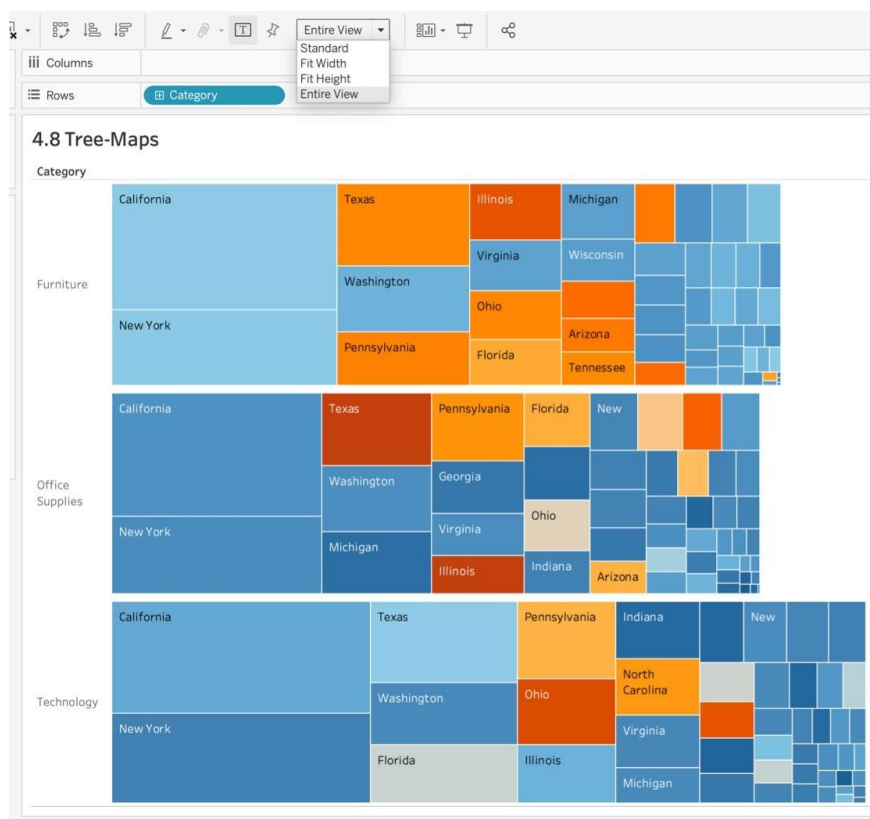 Entire View
Standard
Fit Width
Fit Height
Entire View
iii Columns
Rows
Category
4.8 Tree-Maps
Category
Furniture
California
Texas
Illinois
Michigan
Virginia
Wisconsin
Washington
Ohio
New York
Arizona
Pennsylvania
Florida
Tennessee
Office
Supplies
California
Texas
Pennsylvania
Florida
New
Washington
Georgia
Ohio
New York
Virginia
Michigan
Illinois
Indiana
Arizona
Technology
California
Texas
Pennsylvania
Indiana
New
North
Carolina
Washington
Ohio
New York
Virginia
Florida
Illinois
Michigan